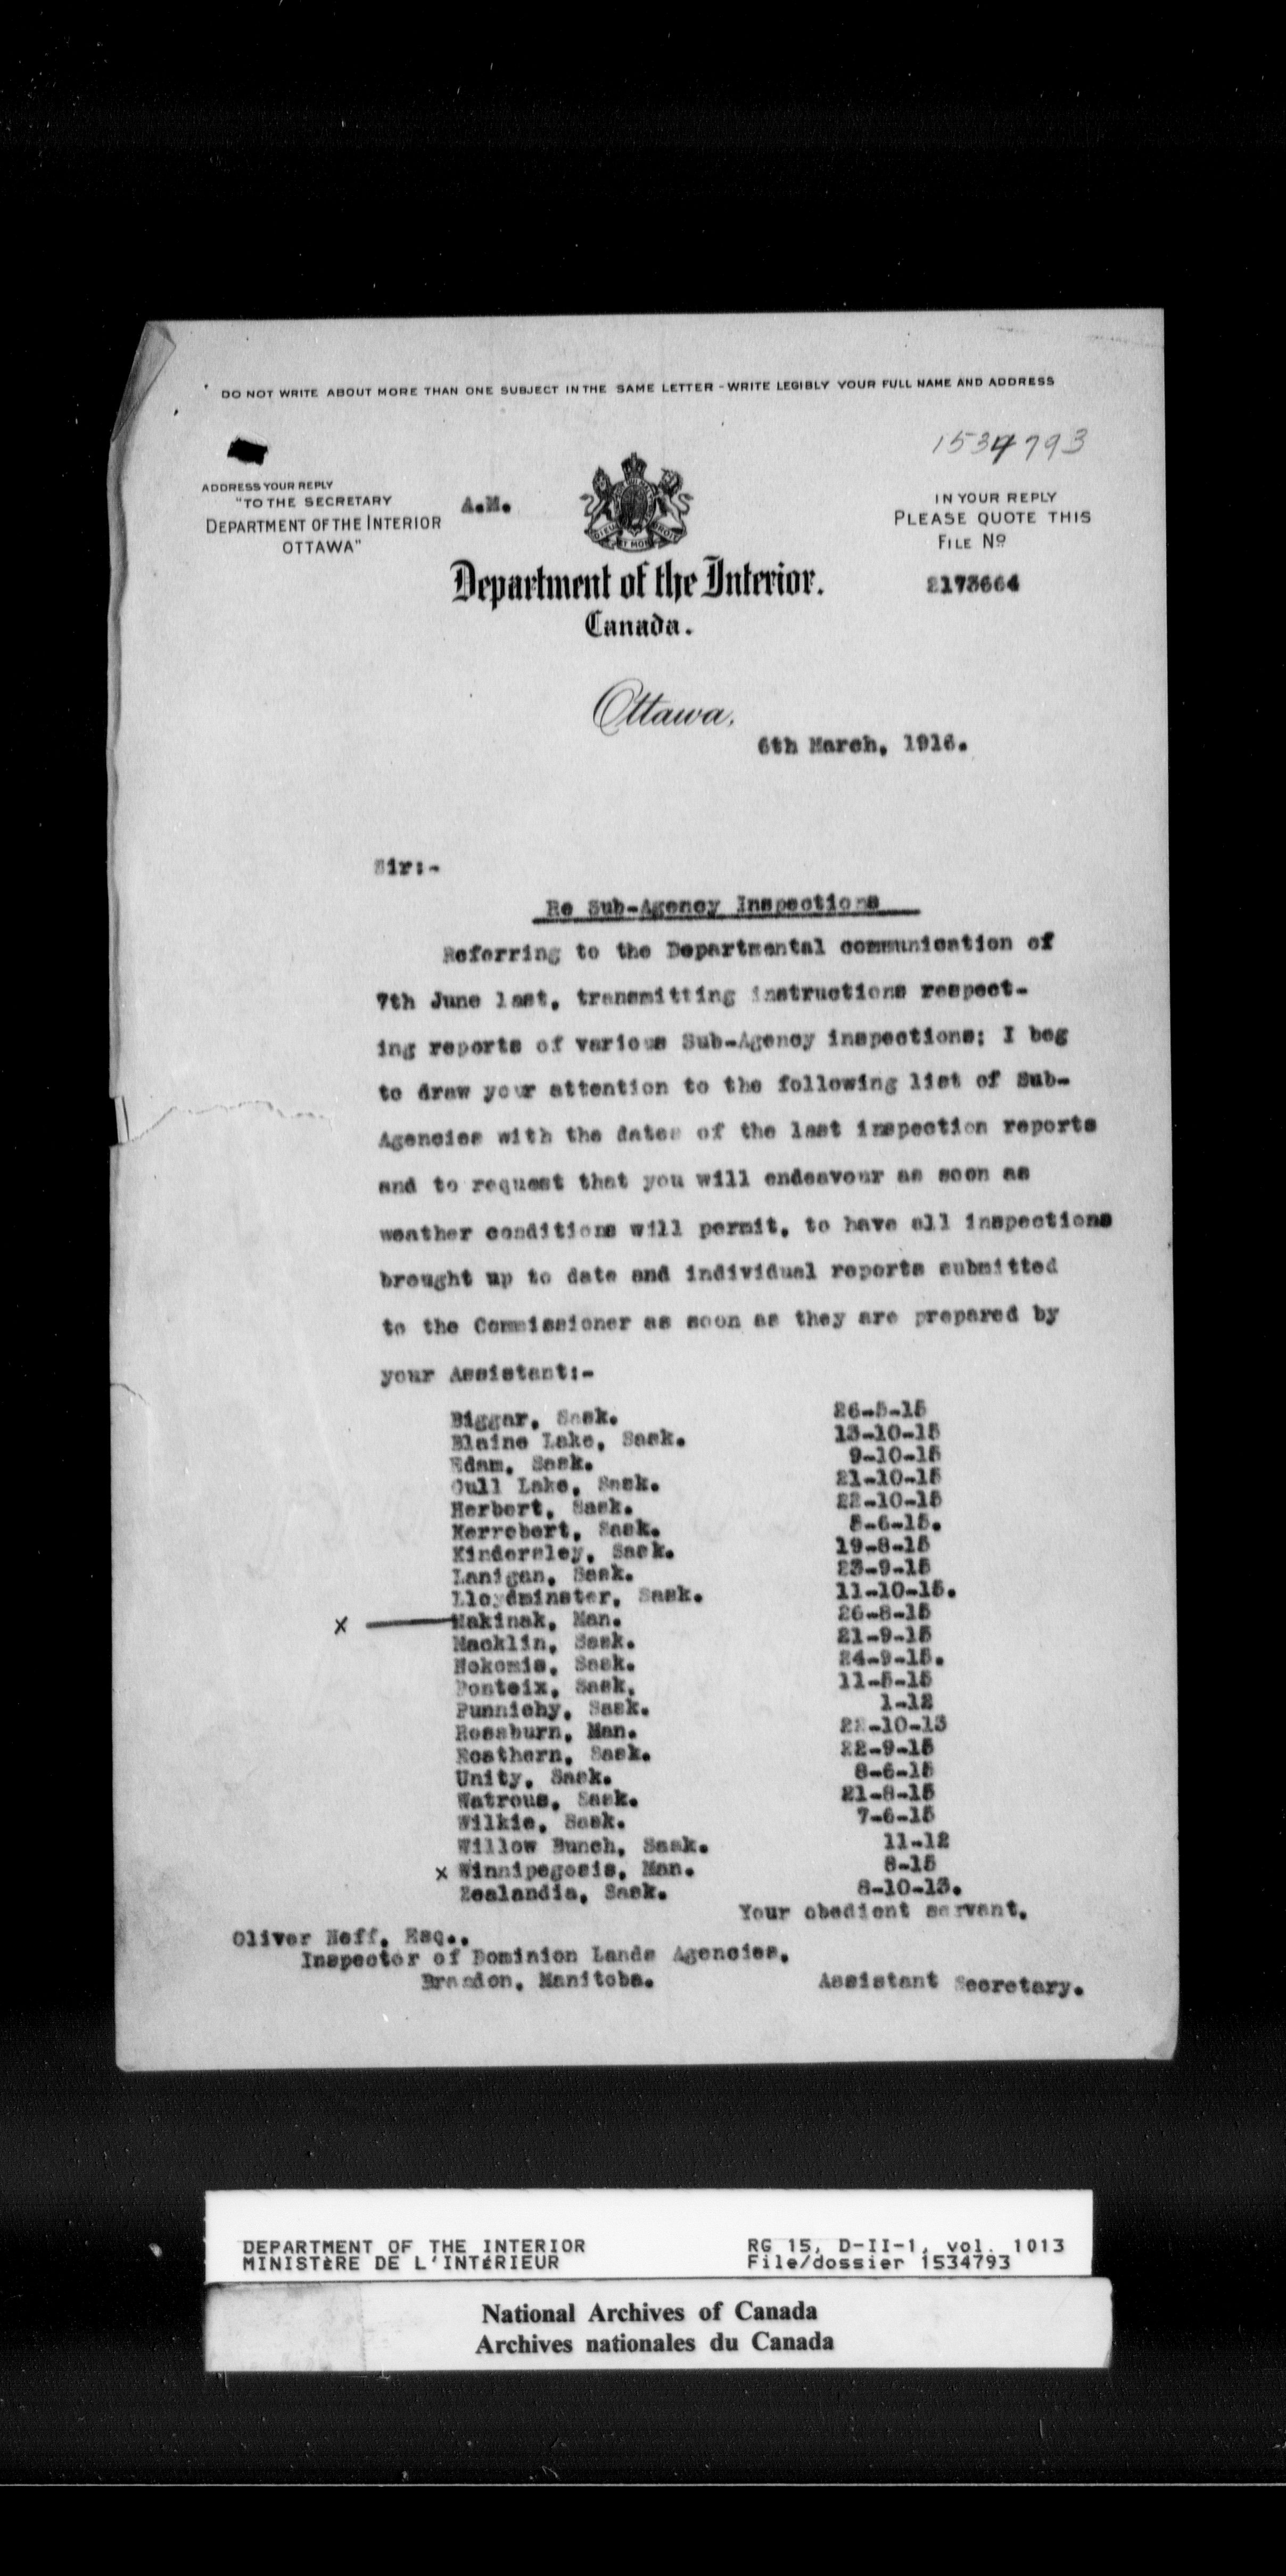 DO NOT WRITE ABOUT MORE THAN ONE SUBJECT IN THE SAME LETTER - WRITE LEGIBLY YOUR FULL NAME AND ADDRESS
1534793
ADDRESS YOUR REPLY
"TO THE SECRETARY
DEPARTMENT OF THE INTERIOR
OTTAWA"
A.M.
IN YOUR REPLY
PLEASE QUOTE THIS
FILE No
2173664
DIEU ET MON DROIT
Department of the Interior.
Canada.
Ottawa,
6th March, 1916.
Sir:-
Re Sub-Agency Inspections
Referring to the Departmental communication of
7th June last, transmitting instructions respect-
ing reports of various Sub-Agency inspections; I beg
to draw your attention to the following list of Sub-
Agencies with the dates of the last inspection reports
and to request that you will endeavour as soon as
weather conditions will permit, to have all inspections
brought up to date and individual reports submitted
to the Commissioner as soon as they are prepared by
your Assistant:-
Biggar, Sask. 26-5-15
Blaine Lake, Sask. 13-10-15
Edam, Sask. 9-10-15
Gull Lake, Sask. 21-10-15
Herbert, Sask. 22-10-15
Kerrobert, Sask. 5-6-15.
Kindersley, Sask. 19-8-15
Lanigan, Sask. 23-9-15
Lloydminster, Sask. 11-10-15.
x Makinak, Man. 26-8-15
Macklin, Sask. 21-9-15
Nokomis, Sask. 24-9-15.
Ponteix, Sask. 11-5-15
Punnichy, Sask. 1-12
Rossburn, Man. -10-13
Rosthern, Sask. 22-9-15
Unity, Sask. 8-6-15
Watrous, Sask. 21-8-15
Wilkie, Sask. 7-6-15
Willow Bunch, Sask. 11-12
x Winnipegosis, Man. 8-15
Zealandia, Sask. 8-10-13.
Your obedient servant,
Oliver Neff, Esq.,
Inspector of Dominion Lands Agencies,
Brandon, Manitoba.
Assistant Secretary.
DEPARTMENT OF THE INTERIOR RG 15, D-II-1, vol. 1013
MINISTÈRE DE L'INTÉRIEUR File/dossier 1534793
National Archives of Canada
Archives nationales du Canada